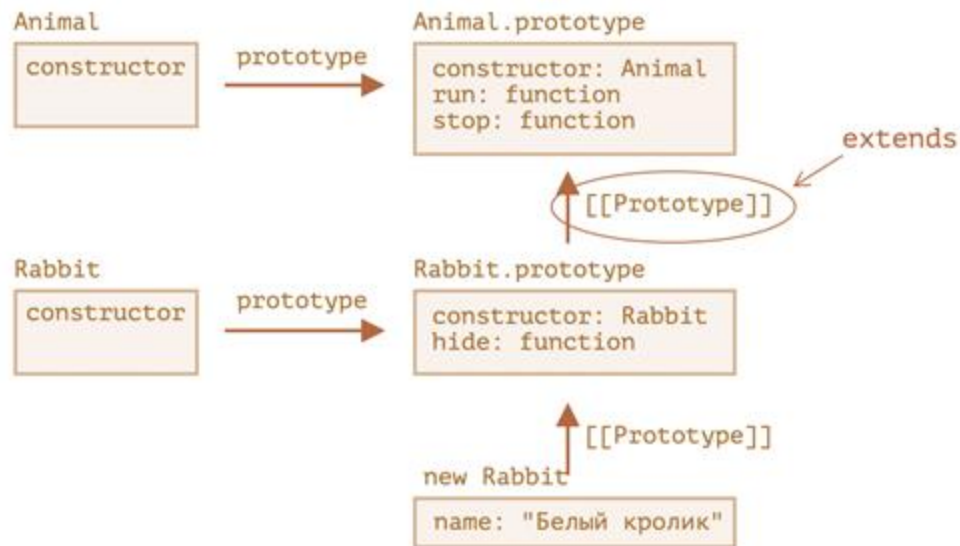 Animal
constructor
prototype
Animal.prototype
constructor: Animal
run: function
stop: function
extends
[[Prototype]]
Rabbit
constructor
prototype
Rabbit.prototype
constructor: Rabbit
hide: function
[[Prototype]]
new Rabbit
name: "Белый кролик"